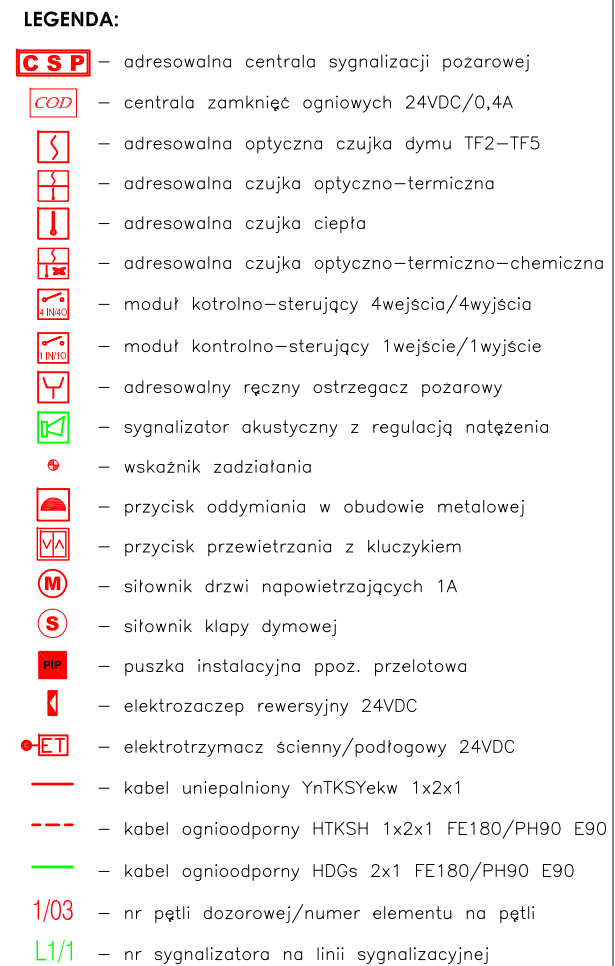 LEGENDA:
CSP – adresowalna centrala sygnalizacji pożarowej
COD – centrala zamknięć ogniowych 24VDC/0,4A
– adresowalna optyczna czujka dymu TF2–TF5
– adresowalna czujka optyczno–termiczna
– adresowalna czujka ciepła
– adresowalna czujka optyczno–termiczno–chemiczna
4 IN/4O – moduł kotrolno–sterujący 4wejścia/4wyjścia
1 IN/1O – moduł kontrolno–sterujący 1wejście/1wyjście
– adresowalny ręczny ostrzegacz pożarowy
– sygnalizator akustyczny z regulacją natężenia
– wskaźnik zadziałania
– przycisk oddymiania w obudowie metalowej
– przycisk przewietrzania z kluczykiem
M – siłownik drzwi napowietrzających 1A
S – siłownik klapy dymowej
PIP – puszka instalacyjna ppoż. przelotowa
– elektrozaczep rewersyjny 24VDC
ET – elektrotrzymacz ścienny/podłogowy 24VDC
– kabel uniepalniony YnTKSYekw 1x2x1
– kabel ognioodporny HTKSH 1x2x1 FE180/PH90 E90
– kabel ognioodporny HDGs 2x1 FE180/PH90 E90
1/03 – nr pętli dozorowej/numer elementu na pętli
L1/1 – nr sygnalizatora na linii sygnalizacyjnej